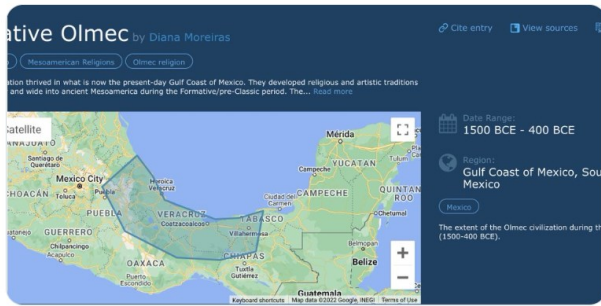 ative Olmec by Diana Moreiras
Cite entry
View sources
Mesoamerican Religions
Olmec religion
ation thrived in what is now the present-day Gulf Coast of Mexico. They developed religious and artistic traditions
and wide into ancient Mesoamerica during the Formative/pre-Classic period. The... Read more
Satellite
ANAJUATO
Santiago de
Querétaro
Mexico City
HOACÁN
Toluca
Puebla
PUEBLA
Heroica
Veracruz
VERACRUZ
Coatzacoalcos
TABASCO
Villahermosa
uatanejo
GUERRERO
Chilpancingo
Acapulco
OAXACA
Puerto
Escondido
CHIAPAS
Tuxtla
Gutiérrez
Ciudad del
Carmen
Campeche
CAMPECHE
Mérida
YUCATAN
Tulum
QUINTAN
ROO
Chetumal
Belmopan
Belize
Guatemala
+
−
Keyboard shortcuts
Map data ©2022 Google, INEGI
Terms of Use
Date Range:
1500 BCE - 400 BCE
Region:
Gulf Coast of Mexico, Sou
Mexico
Mexico
The extent of the Olmec civilization during th
(1500-400 BCE).